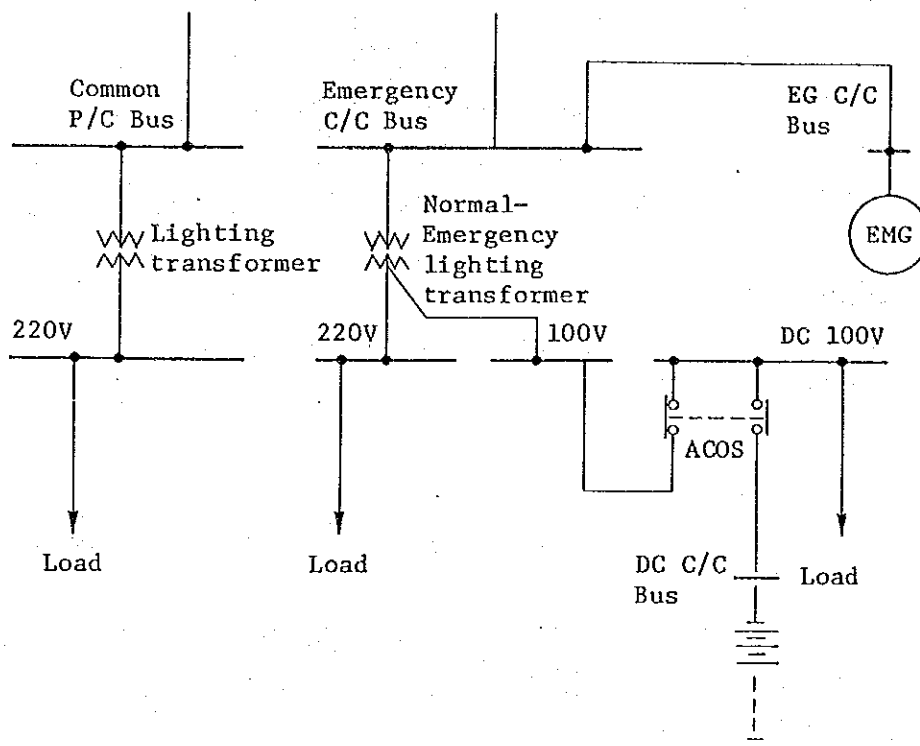 Common
P/C Bus
Emergency
C/C Bus
EG C/C
Bus
EMG
Lighting
transformer
Normal-
Emergency
lighting
transformer
220V
220V
100V
DC 100V
ACOS
Load
Load
DC C/C
Bus
Load